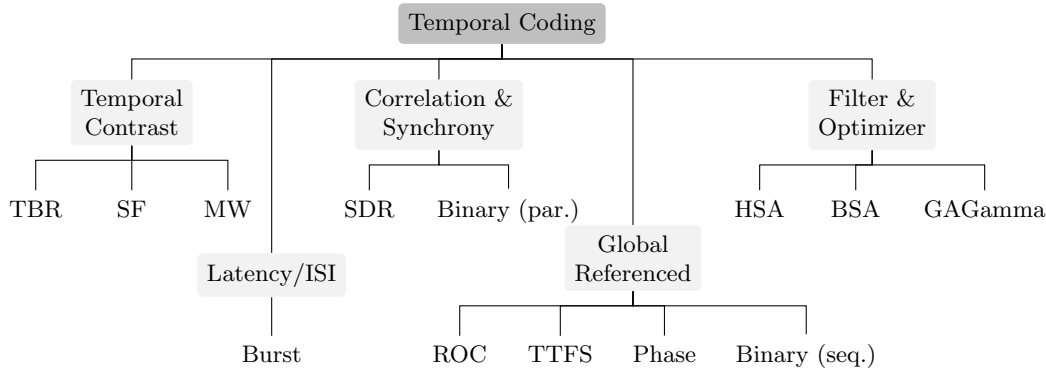 Temporal Coding
Temporal
Contrast
Correlation &
Synchrony
Filter &
Optimizer
TBR
SF
MW
SDR
Binary (par.)
HSA
BSA
GAGamma
Latency/ISI
Global
Referenced
Burst
ROC
TTFS
Phase
Binary (seq.)